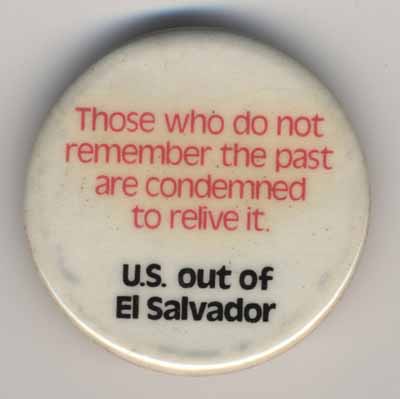 Those who do not
remember the past
are condemned
to relive it.
U.S. out of
El Salvador